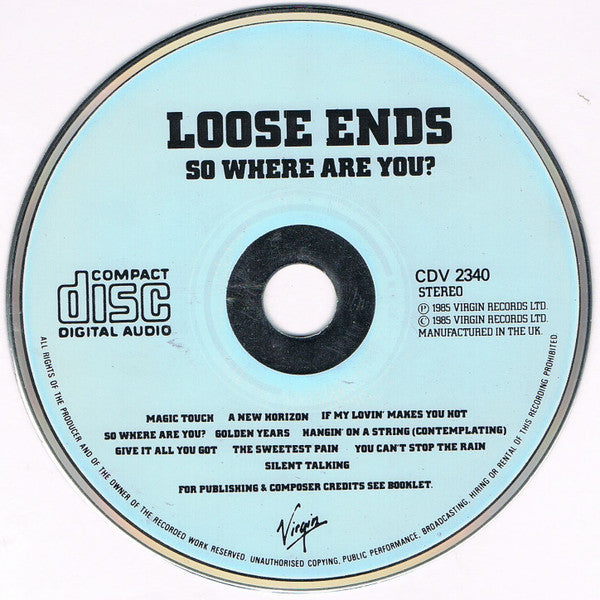 LOOSE ENDS
SO WHERE ARE YOU?
COMPACT
disc
DIGITAL AUDIO
CDV 2340
STEREO
Ⓟ 1985 VIRGIN RECORDS LTD.
© 1985 VIRGIN RECORDS LTD.
MANUFACTURED IN THE UK.
MAGIC TOUCH A NEW HORIZON IF MY LOVIN' MAKES YOU HOT
SO WHERE ARE YOU? GOLDEN YEARS HANGIN' ON A STRING (CONTEMPLATING)
GIVE IT ALL YOU GOT THE SWEETEST PAIN YOU CAN'T STOP THE RAIN
SILENT TALKING
FOR PUBLISHING & COMPOSER CREDITS SEE BOOKLET.
Virgin
ALL RIGHTS OF THE PRODUCER AND OF THE OWNER OF THE RECORDED WORK RESERVED. UNAUTHORISED COPYING, PUBLIC PERFORMANCE, BROADCASTING, HIRING OR RENTAL OF THIS RECORDING PROHIBITED